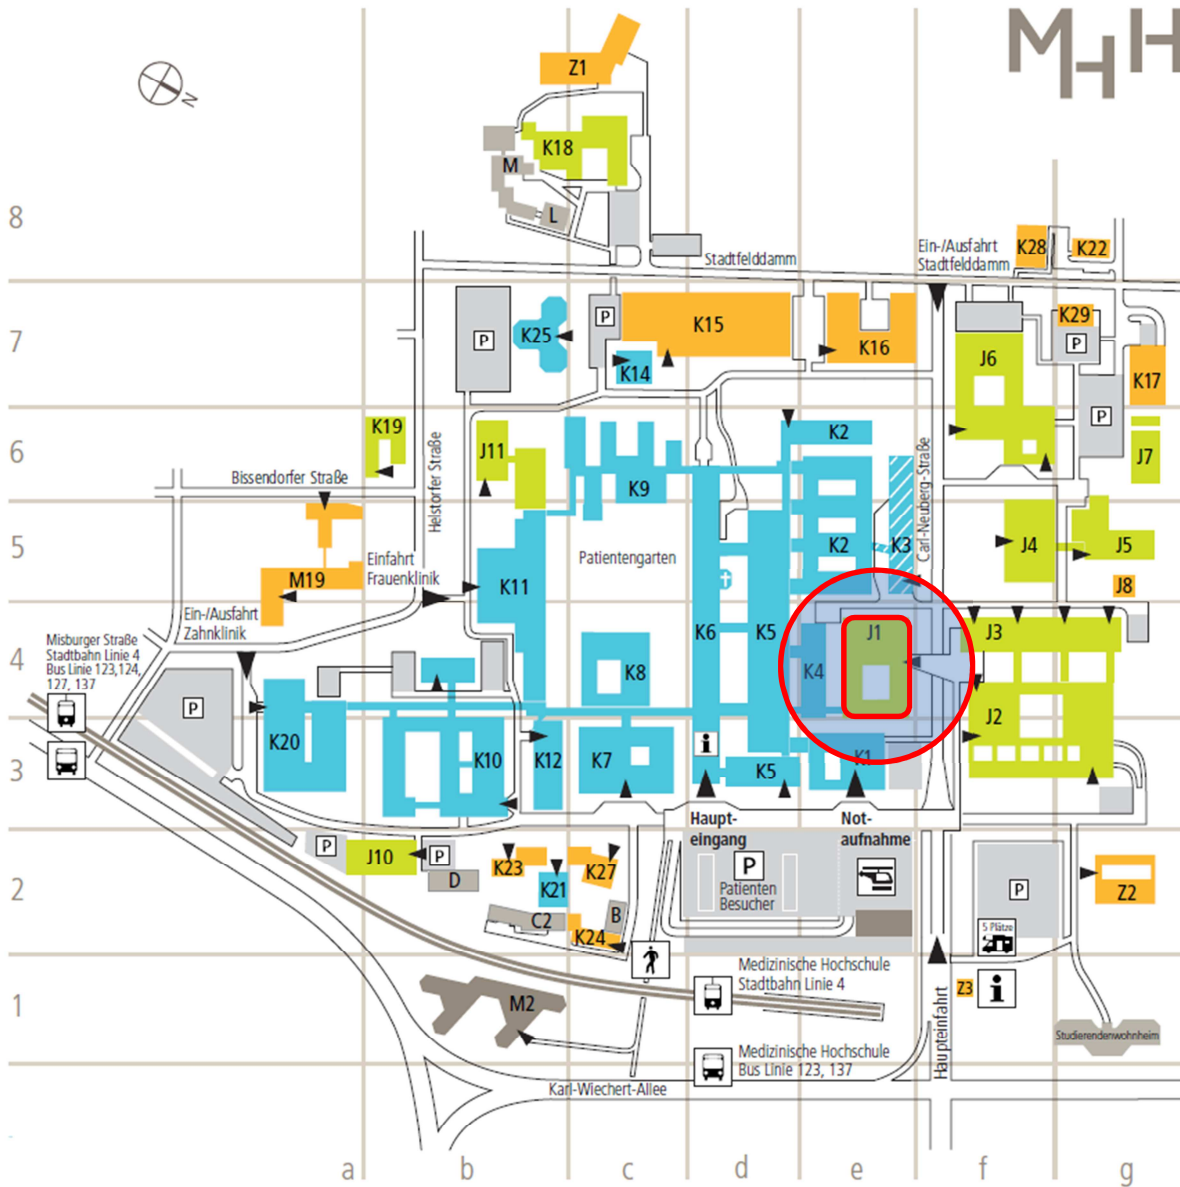 MHH
N
Z1
K18
M
L
8
Stadtfelddamm
Ein-/Ausfahrt
Stadtfelddamm
K28
K22
7
P
K25
P
K14
K15
K16
J6
K29
P
K17
P
6
K19
Helstorfer Straße
J11
K9
K2
Carl-Neuberg-Straße
J7
Bissendorfer Straße
5
M19
Einfahrt
Frauenklinik
K11
Patientengarten
K2
K3
J4
J5
J8
Ein-/Ausfahrt
Zahnklinik
Misburger Straße
Stadtbahn Linie 4
Bus Linie 123,124,
127, 137
4
K8
K6
K5
K4
J1
J3
P
J2
3
K20
K10
K12
K7
i
K5
K1
Haupt-
eingang
Not-
aufnahme
P
J10
P
D
K23
K21
K27
P
Patienten
Besucher
P
Z2
2
C2
B
K24
5 Plätze
Medizinische Hochschule
Stadtbahn Linie 4
Z3
i
1
M2
Haupteinfahrt
Studierendenwohnheim
Medizinische Hochschule
Bus Linie 123, 137
Karl-Wiechert-Allee
a
b
c
d
e
f
g